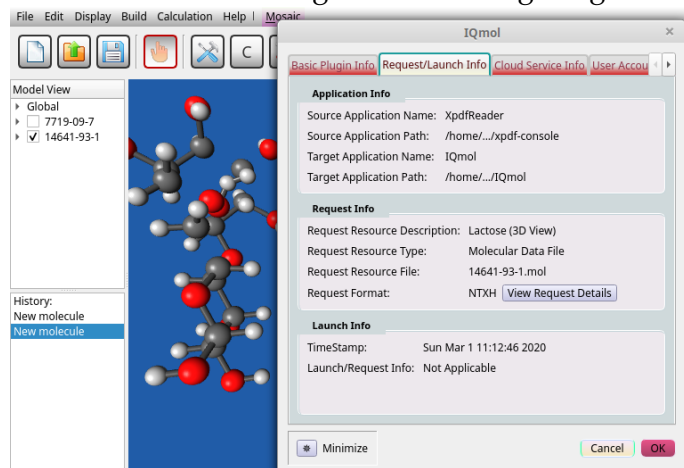 File Edit Display Build Calculation Help Mosaic
C
Model View
Global
7719-09-7
14641-93-1
History:
New molecule
New molecule
IQmol
Basic Plugin Info Request/Launch Info Cloud Service Info User Accou
Application Info
Source Application Name: XpdfReader
Source Application Path: /home/.../xpdf-console
Target Application Name: IQmol
Target Application Path: /home/.../IQmol
Request Info
Request Resource Description: Lactose (3D View)
Request Resource Type: Molecular Data File
Request Resource File: 14641-93-1.mol
Request Format: NTXH View Request Details
Launch Info
TimeStamp: Sun Mar 1 11:12:46 2020
Launch/Request Info: Not Applicable
Minimize
Cancel OK